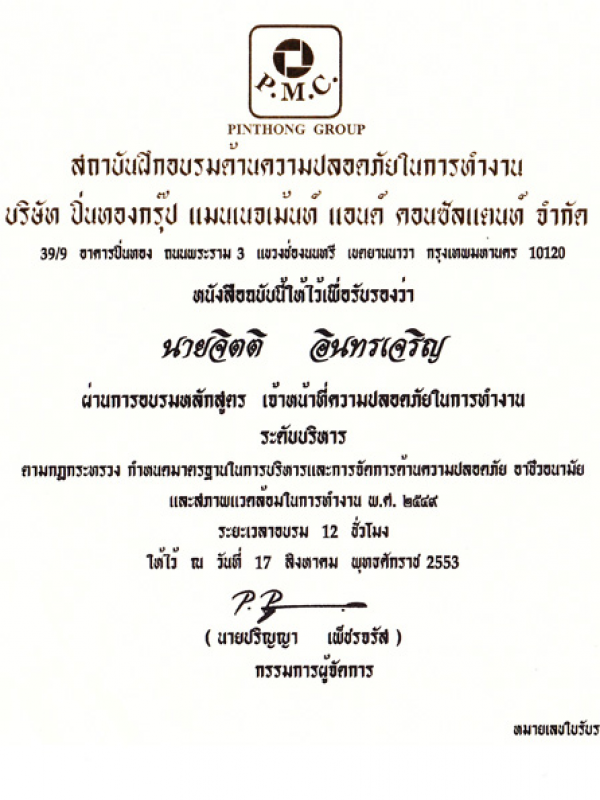 P.M.C.
PINTHONG GROUP
สถาบันฝึกอบรมด้านความปลอดภัยในการทำงาน
บริษัท ปิ่นทองกรุ๊ป แมนเนจเม้นท์ แอนด์ คอนซัลแตนท์ จำกัด
39/9 อาคารปิ่นทอง ถนนพระราม 3 แขวงช่องนนทรี เขตยานนาวา กรุงเทพมหานคร 10120
หนังสือฉบับนี้ให้ไว้เพื่อรับรองว่า
นายจิตติ อินทรเจริญ
ผ่านการอบรมหลักสูตร เจ้าหน้าที่ความปลอดภัยในการทำงาน
ระดับบริหาร
ตามกฎกระทรวง กำหนดมาตรฐานในการบริหารและการจัดการด้านความปลอดภัย อาชีวอนามัย
และสภาพแวดล้อมในการทำงาน พ.ศ. ๒๕๔๙
ระยะเวลาอบรม 12 ชั่วโมง
ให้ไว้ ณ วันที่ 17 สิงหาคม พุทธศักราช 2553
( นายปริญญา เพ็ชรจรัส )
กรรมการผู้จัดการ
หมายเลขใบรับร